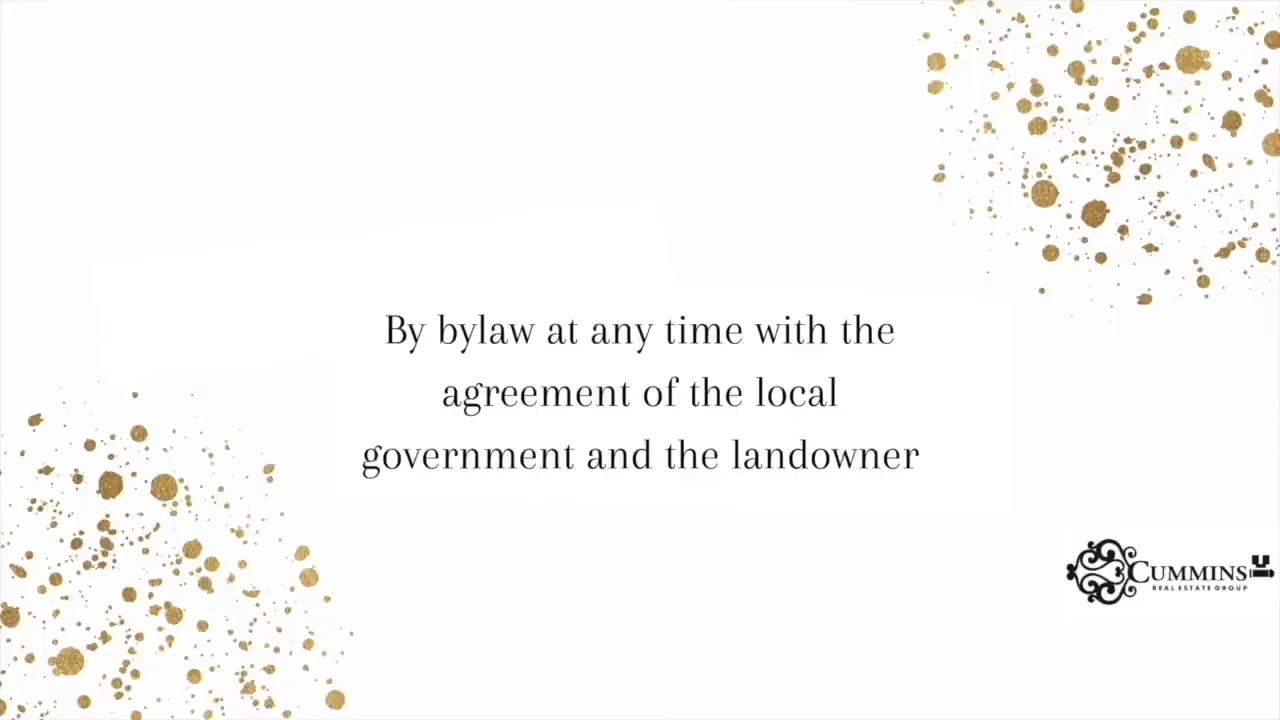 By bylaw at any time with the
agreement of the local
government and the landowner
CUMMINS
REAL ESTATE GROUP